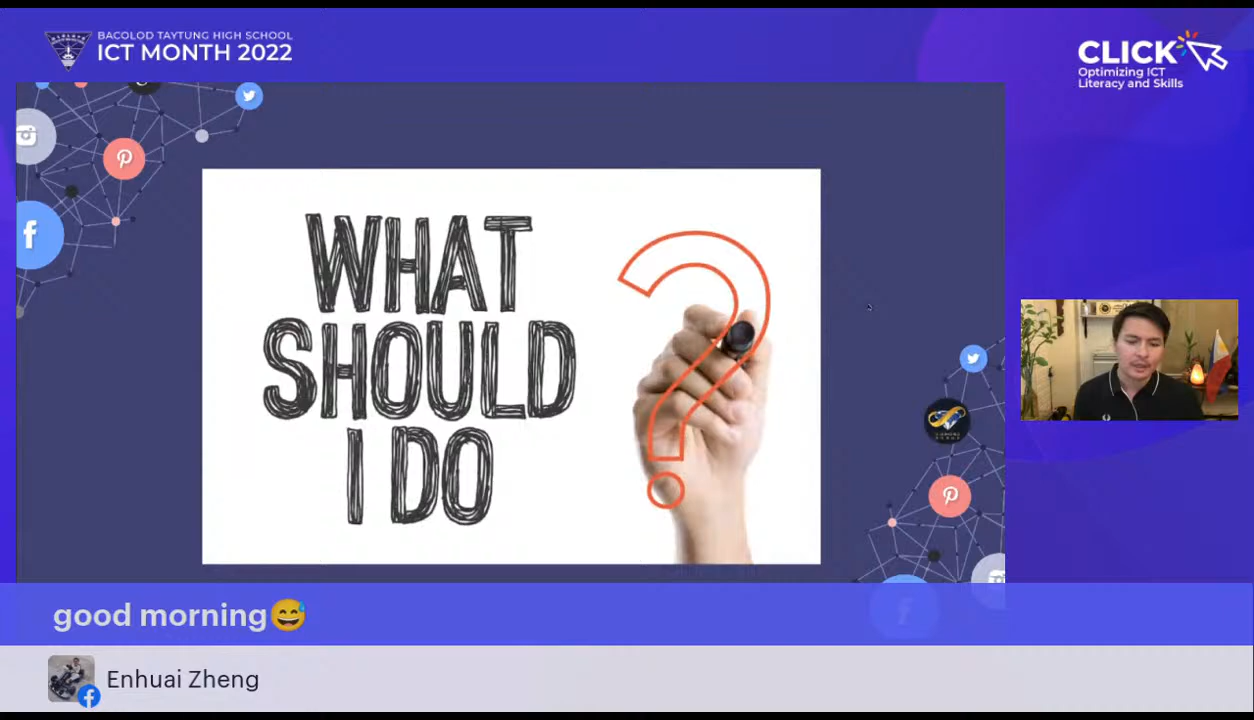 BACOLOD TAYTUNG HIGH SCHOOL
ICT MONTH 2022
CLICK
Optimizing ICT
Literacy and Skills
WHAT
SHOULD
I DO
?
good morning😅
Enhuai Zheng